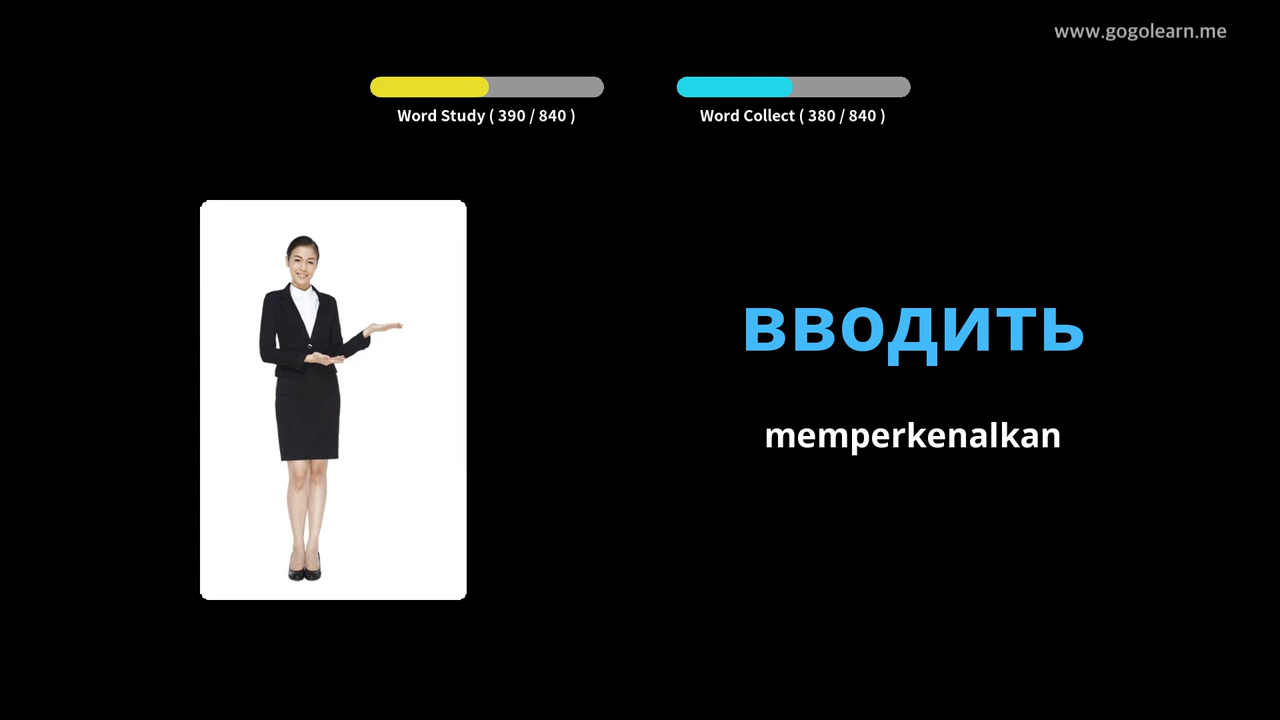 www.gogolearn.me
Word Study ( 390 / 840 )
Word Collect ( 380 / 840 )
вводить
memperkenalkan